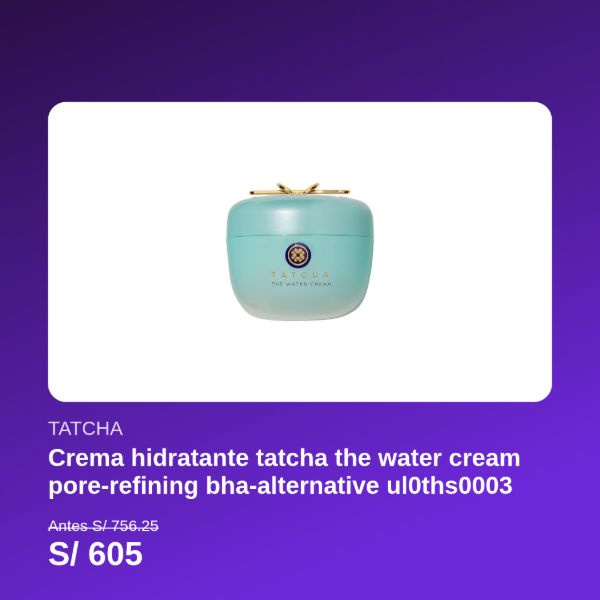 TATCHA
THE WATER CREAM
TATCHA
Crema hidratante tatcha the water cream
pore-refining bha-alternative ul0ths0003
Antes S/ 756.25
S/ 605